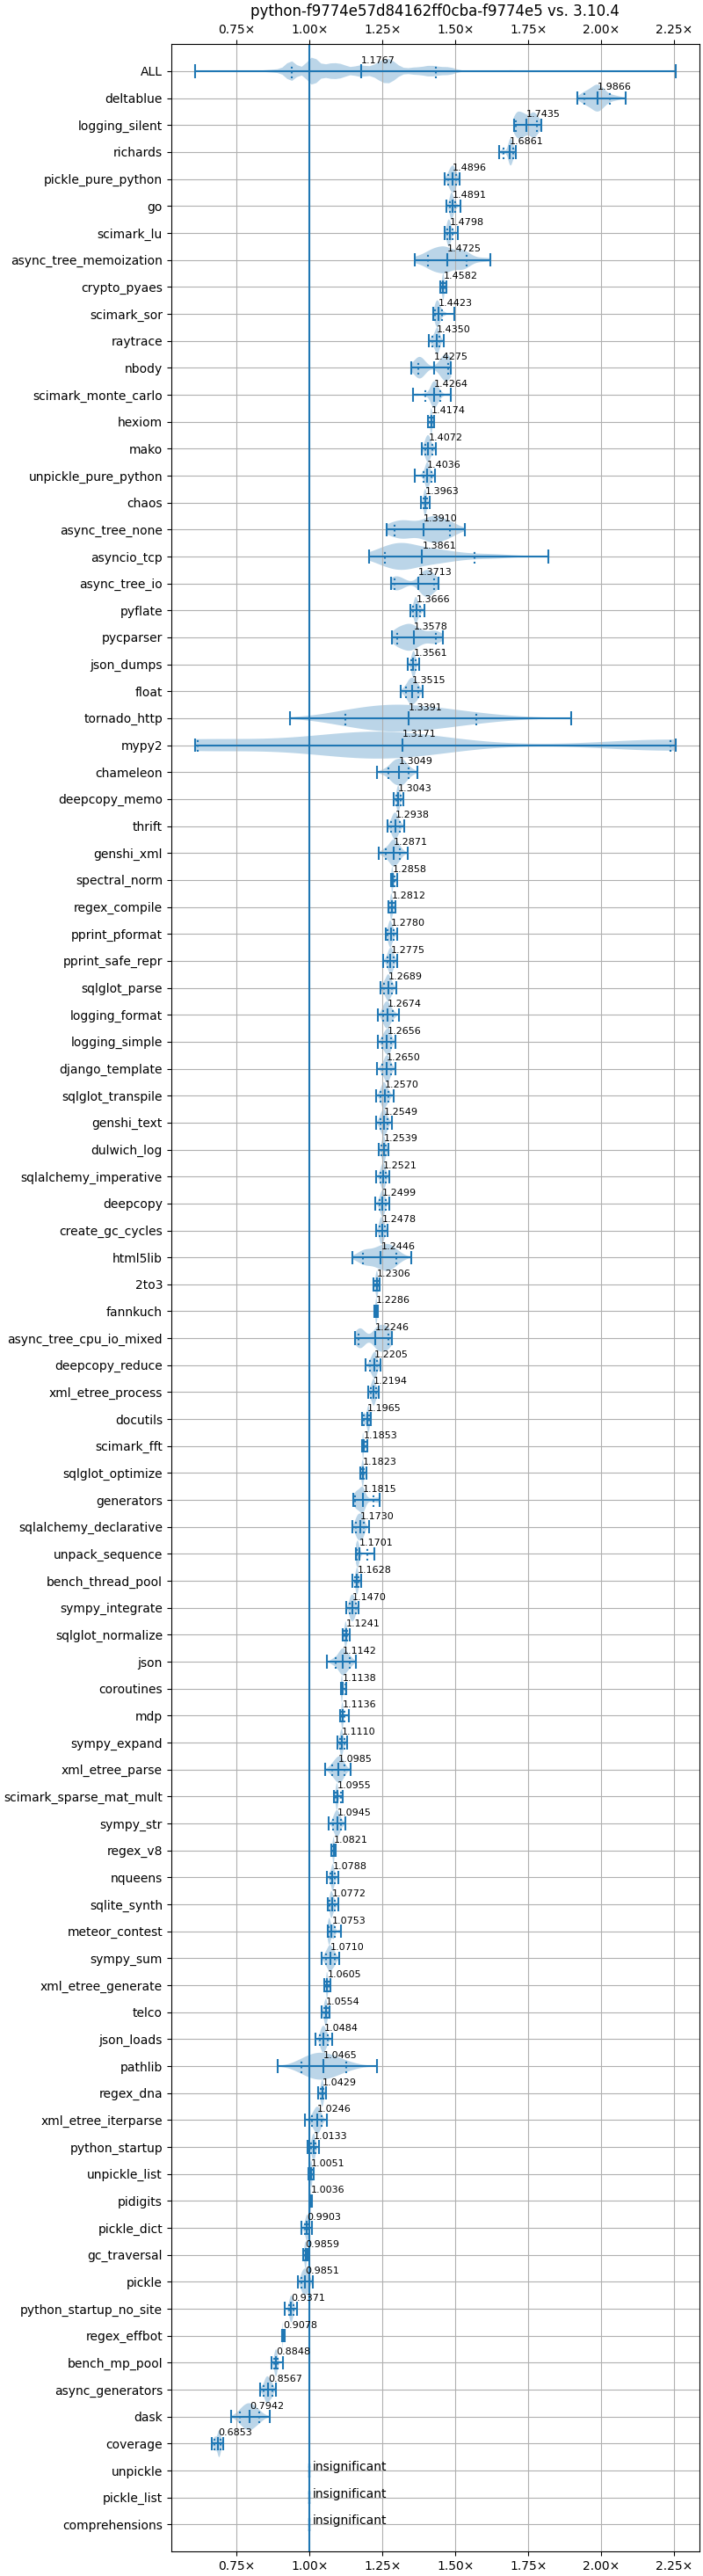 python-f9774e57d84162ff0cba-f9774e5 vs. 3.10.4
0.75× 1.00× 1.25× 1.50× 1.75× 2.00× 2.25×
ALL 1.1767
deltablue 1.9866
logging_silent 1.7435
richards 1.6861
pickle_pure_python 1.4896
go 1.4891
scimark_lu 1.4798
async_tree_memoization 1.4725
crypto_pyaes 1.4582
scimark_sor 1.4423
raytrace 1.4350
nbody 1.4275
scimark_monte_carlo 1.4264
hexiom 1.4174
mako 1.4072
unpickle_pure_python 1.4036
chaos 1.3963
async_tree_none 1.3910
asyncio_tcp 1.3861
async_tree_io 1.3713
pyflate 1.3666
pycparser 1.3578
json_dumps 1.3561
float 1.3515
tornado_http 1.3391
mypy2 1.3171
chameleon 1.3049
deepcopy_memo 1.3043
thrift 1.2938
genshi_xml 1.2871
spectral_norm 1.2858
regex_compile 1.2812
pprint_pformat 1.2780
pprint_safe_repr 1.2775
sqlglot_parse 1.2689
logging_format 1.2674
logging_simple 1.2656
django_template 1.2650
sqlglot_transpile 1.2570
genshi_text 1.2549
dulwich_log 1.2539
sqlalchemy_imperative 1.2521
deepcopy 1.2499
create_gc_cycles 1.2478
html5lib 1.2446
2to3 1.2306
fannkuch 1.2286
async_tree_cpu_io_mixed 1.2246
deepcopy_reduce 1.2205
xml_etree_process 1.2194
docutils 1.1965
scimark_fft 1.1853
sqlglot_optimize 1.1823
generators 1.1815
sqlalchemy_declarative 1.1730
unpack_sequence 1.1701
bench_thread_pool 1.1628
sympy_integrate 1.1470
sqlglot_normalize 1.1241
json 1.1142
coroutines 1.1138
mdp 1.1136
sympy_expand 1.1110
xml_etree_parse 1.0985
scimark_sparse_mat_mult 1.0955
sympy_str 1.0945
regex_v8 1.0821
nqueens 1.0788
sqlite_synth 1.0772
meteor_contest 1.0753
sympy_sum 1.0710
xml_etree_generate 1.0605
telco 1.0554
json_loads 1.0484
pathlib 1.0465
regex_dna 1.0429
xml_etree_iterparse 1.0246
python_startup 1.0133
unpickle_list 1.0051
pidigits 1.0036
pickle_dict 0.9903
gc_traversal 0.9859
pickle 0.9851
python_startup_no_site 0.9371
regex_effbot 0.9078
bench_mp_pool 0.8848
async_generators 0.8567
dask 0.7942
coverage 0.6853
unpickle insignificant
pickle_list insignificant
comprehensions insignificant
0.75× 1.00× 1.25× 1.50× 1.75× 2.00× 2.25×